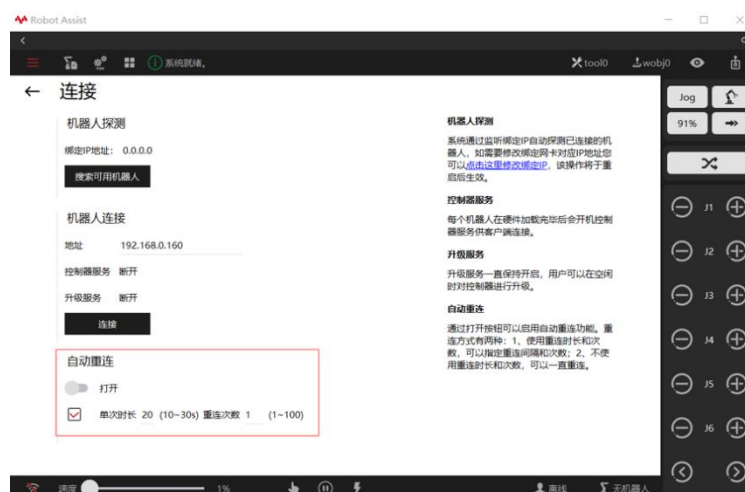 Robot Assist
系统就绪。
tool0
wobj0
连接
机器人探测
绑定IP地址: 0.0.0.0
搜索可用机器人
机器人连接
地址 192.168.0.160
控制器服务 断开
升级服务 断开
连接
自动重连
打开
单次时长 20 (10~30s) 重连次数 1 (1~100)
机器人探测
系统通过监听绑定IP自动探测已连接的机
器人，如需要修改绑定网卡对应IP地址您
可以点击这里修改绑定IP，该操作将于重
启后生效。
控制器服务
每个机器人在硬件加载完毕后会开机控制
器服务供客户端连接。
升级服务
升级服务一直保持开启，用户可以在空闲
时对控制器进行升级。
自动重连
通过打开按钮可以启用自动重连功能。重
连方式有两种：1、使用重连时长和次
数，可以指定重连间隔和次数；2、不使
用重连时长和次数，可以一直重连。
Jog
91%
J1
J2
J3
J4
J5
J6
速度 1%
离线
无机器人